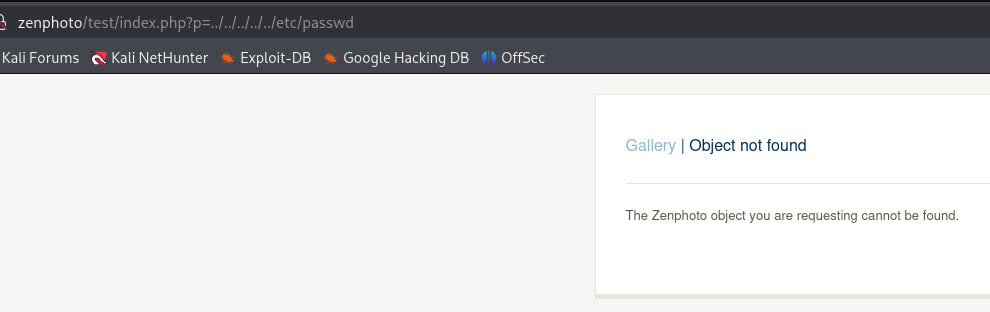 zenphoto/test/index.php?p=../../../../../etc/passwd
Kali Forums Kali NetHunter Exploit-DB Google Hacking DB OffSec
Gallery | Object not found
The Zenphoto object you are requesting cannot be found.